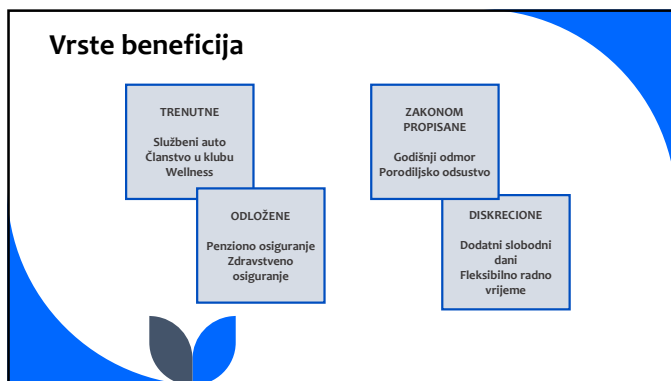 Vrste beneficija
TRENUTNE
Službeni auto
Članstvo u klubu
Wellness
ODLOŽENE
Penziono osiguranje
Zdravstveno
osiguranje
ZAKONOM
PROPISANE
Godišnji odmor
Porodiljsko odsustvo
DISKRECIONE
Dodatni slobodni
dani
Fleksibilno radno
vrijeme